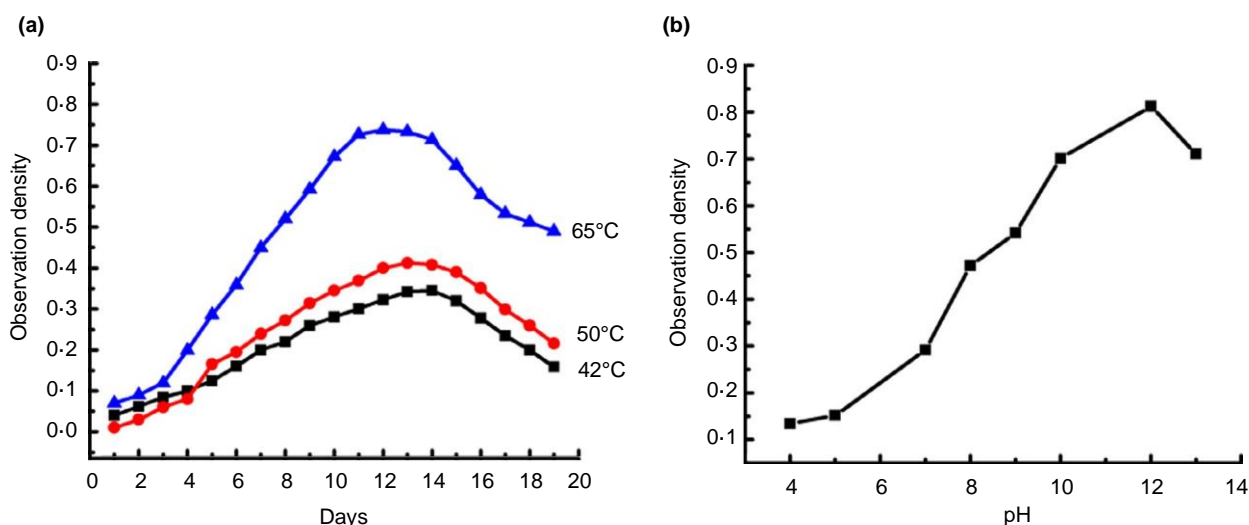 (a)
Observation density
0·9
0·8
0·7
0·6
0·5
0·4
0·3
0·2
0·1
0·0
65°C
50°C
42°C
0 2 4 6 8 10 12 14 16 18 20
Days
(b)
Observation density
0·9
0·8
0·7
0·6
0·5
0·4
0·3
0·2
0·1
4 6 8 10 12 14
pH